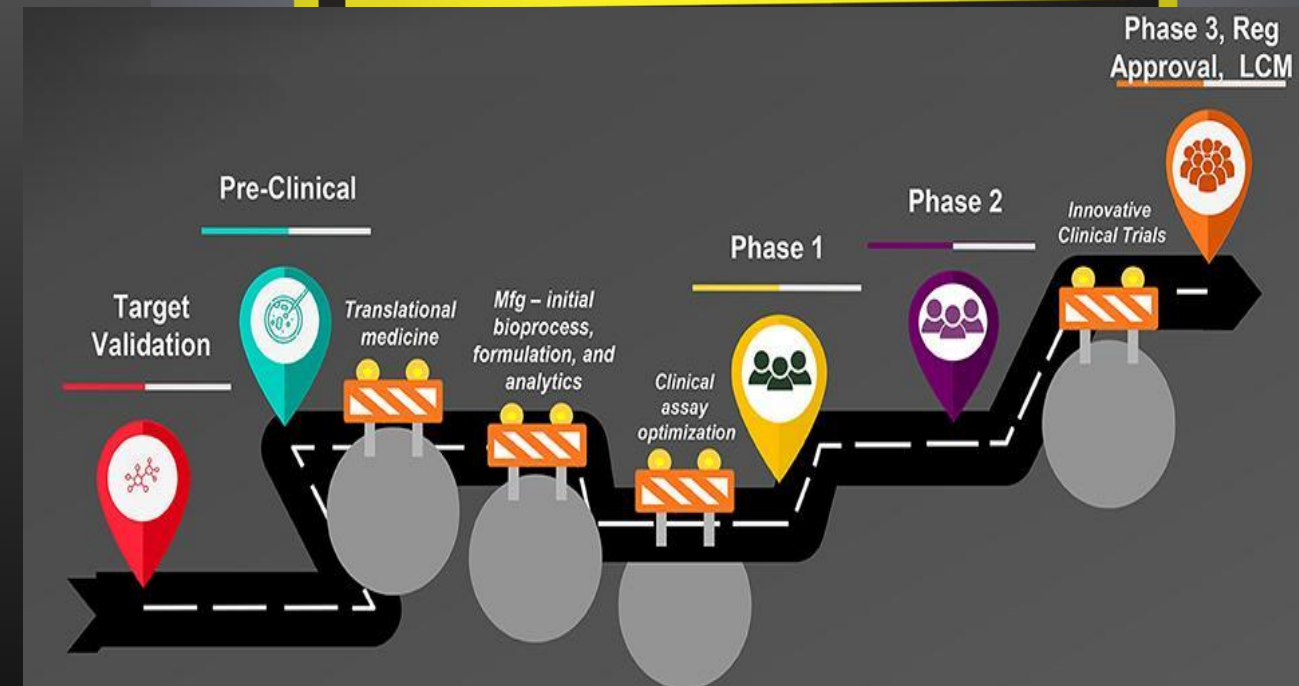 Target
Validation
Pre-Clinical
Translational
medicine
Mfg – initial
bioprocess,
formulation, and
analytics
Clinical
assay
optimization
Phase 1
Phase 2
Innovative
Clinical Trials
Phase 3, Reg
Approval, LCM